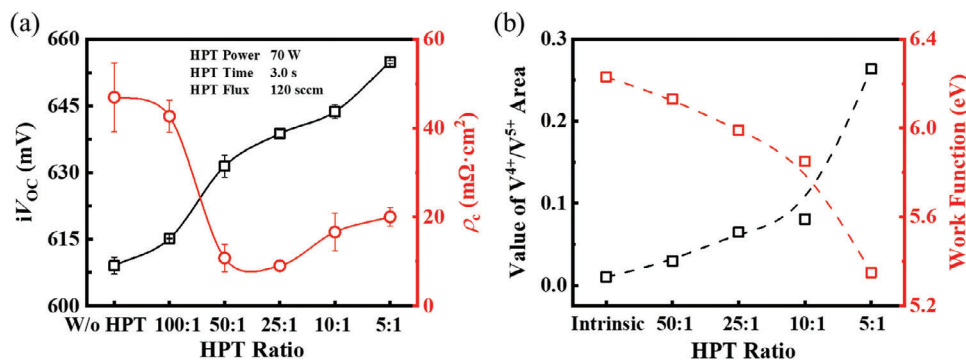 (a)
660
645
630
615
600
iV_OC (mV)
HPT Power 70 W
HPT Time 3.0 s
HPT Flux 120 sccm
60
40
20
0
ρ_c (mΩ·cm²)
W/o HPT 100:1 50:1 25:1 10:1 5:1
HPT Ratio
(b)
0.3
0.2
0.1
0.0
Value of V⁴⁺/V⁵⁺ Area
6.4
6.0
5.6
5.2
Work Function (eV)
Intrinsic 50:1 25:1 10:1 5:1
HPT Ratio